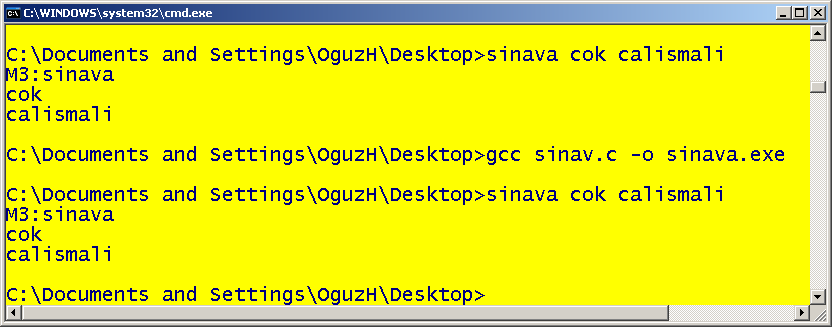 C:\WINDOWS\system32\cmd.exe
C:\Documents and Settings\OguzH\Desktop>sinava cok calismali
M3:sinava
cok
calismali
C:\Documents and Settings\OguzH\Desktop>gcc sinav.c -o sinava.exe
C:\Documents and Settings\OguzH\Desktop>sinava cok calismali
M3:sinava
cok
calismali
C:\Documents and Settings\OguzH\Desktop>